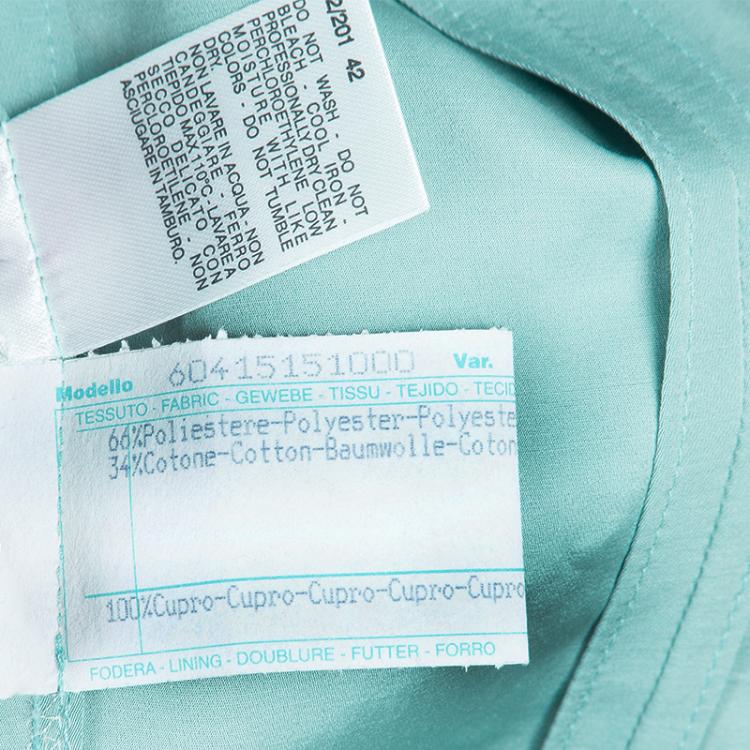 2/201 42
DO NOT WASH - DO NOT
BLEACH - COOL IRON -
PROFESSIONALLY DRY CLEAN
PERCHLOROETHYLENE LOW
MOISTURE WITH LIKE
COLORS - DO NOT TUMBLE
DRY.
NON LAVARE IN ACQUA - NON
CANDEGGIARE - FERRO
TIEPIDO MAX 110°C - LAVARE A
SECCO DELICATO CON
PERCLOROETILENE - NON
ASCIUGARE IN TAMBURO.
Modello 60415151000 Var.
TESSUTO - FABRIC - GEWEBE - TISSU - TEJIDO - TECID
66%Poliestere-Polyester-Polyeste
34%Cotone-Cotton-Baumwolle-Coton
100%Cupro-Cupro-Cupro-Cupro-Cupro
FODERA - LINING - DOUBLURE - FUTTER - FORRO